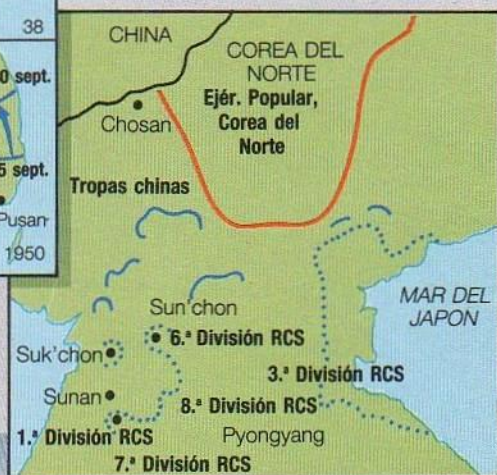 38
0 sept.
5 sept.
Pusan
1950
CHINA
COREA DEL
NORTE
Ejér. Popular,
Corea del
Norte
Chosan
Tropas chinas
MAR DEL
JAPON
Sun'chon
6.ª División RCS
Suk'chon
3.ª División RCS
Sunan
8.ª División RCS
1.ª División RCS
Pyongyang
7.ª División RCS